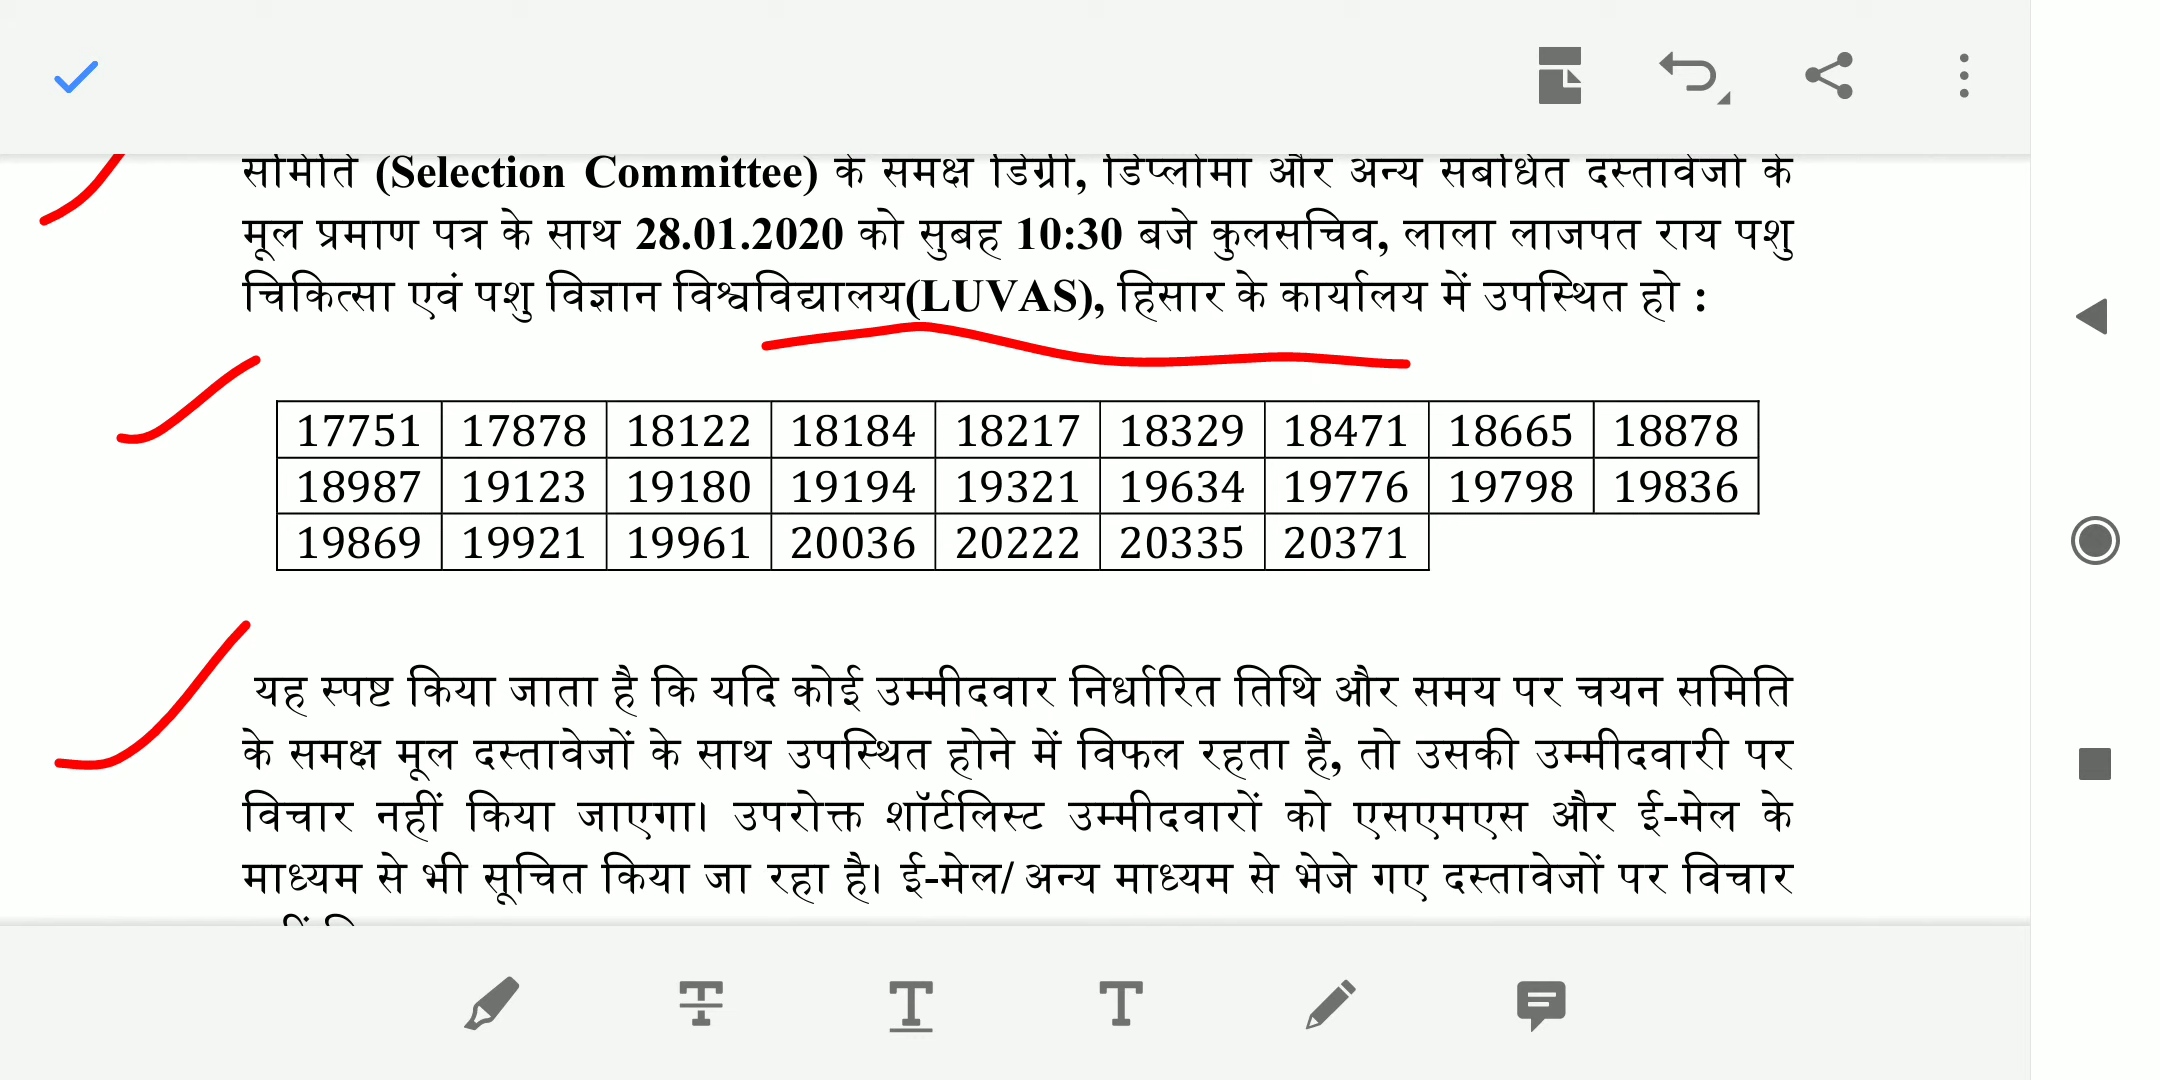 समिति (Selection Committee) के समक्ष डिग्री, डिप्लोमा और अन्य संबंधित दस्तावेजों के
मूल प्रमाण पत्र के साथ 28.01.2020 को सुबह 10:30 बजे कुलसचिव, लाला लाजपत राय पशु
चिकित्सा एवं पशु विज्ञान विश्वविद्यालय(LUVAS), हिसार के कार्यालय में उपस्थित हो :
17751 17878 18122 18184 18217 18329 18471 18665 18878
18987 19123 19180 19194 19321 19634 19776 19798 19836
19869 19921 19961 20036 20222 20335 20371
यह स्पष्ट किया जाता है कि यदि कोई उम्मीदवार निर्धारित तिथि और समय पर चयन समिति
के समक्ष मूल दस्तावेजों के साथ उपस्थित होने में विफल रहता है, तो उसकी उम्मीदवारी पर
विचार नहीं किया जाएगा। उपरोक्त शॉर्टलिस्ट उम्मीदवारों को एसएमएस और ई-मेल के
माध्यम से भी सूचित किया जा रहा है। ई-मेल/ अन्य माध्यम से भेजे गए दस्तावेजों पर विचार